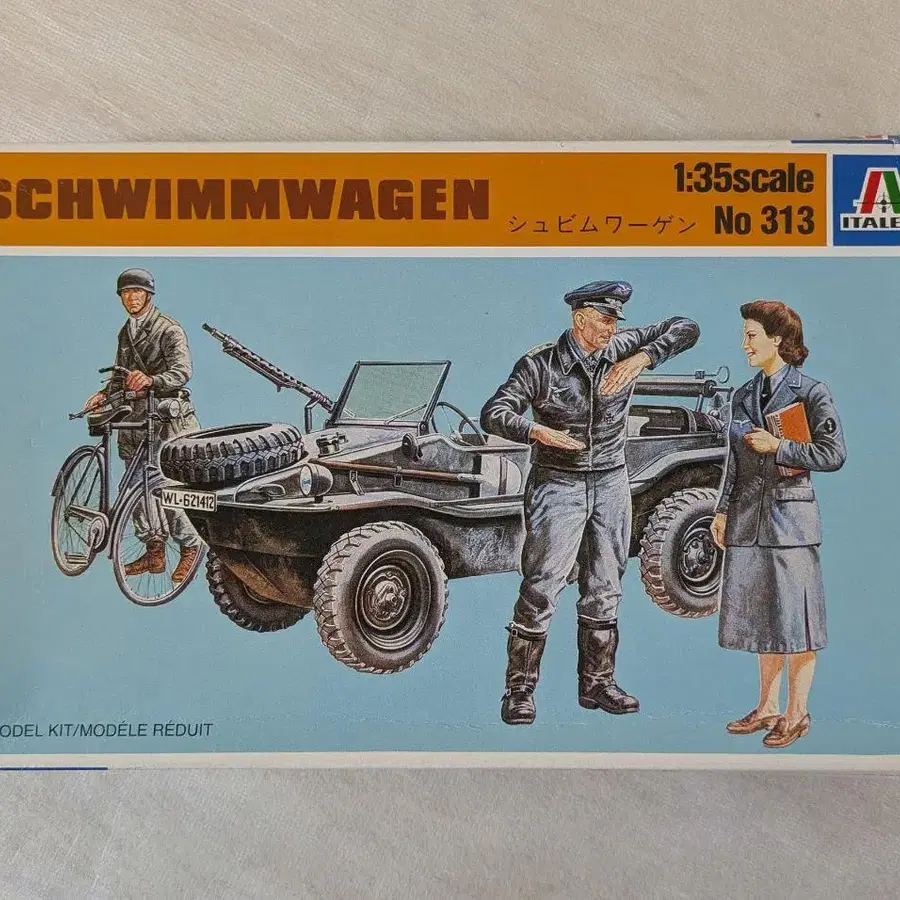 SCHWIMMWAGEN
シュビムワーゲン
1:35scale
No 313
ITALE
WL-621412
ODEL KIT/MODÉLE RÉDUIT